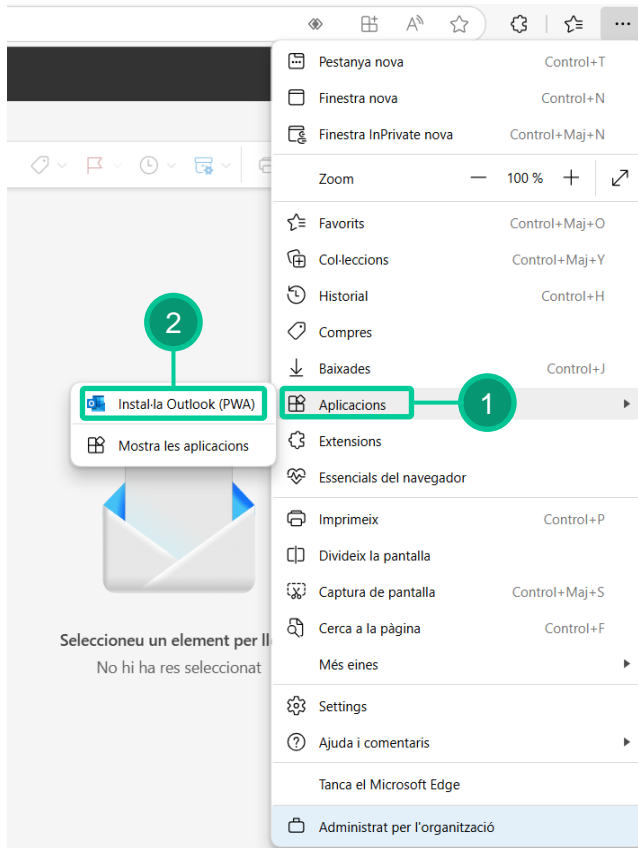 Pestanya nova Control+T
Finestra nova Control+N
Finestra InPrivate nova Control+Maj+N
Zoom 100 %
Favorits Control+Maj+O
Col·leccions Control+Maj+Y
Historial Control+H
Compres
Baixades Control+J
2
Instal·la Outlook (PWA)
Mostra les aplicacions
Aplicacions
1
Extensions
Essencials del navegador
Imprimeix Control+P
Divideix la pantalla
Captura de pantalla Control+Maj+S
Cerca a la pàgina Control+F
Més eines
Settings
Ajuda i comentaris
Tanca el Microsoft Edge
Administrat per l'organització
Seleccioneu un element per
No hi ha res seleccionat